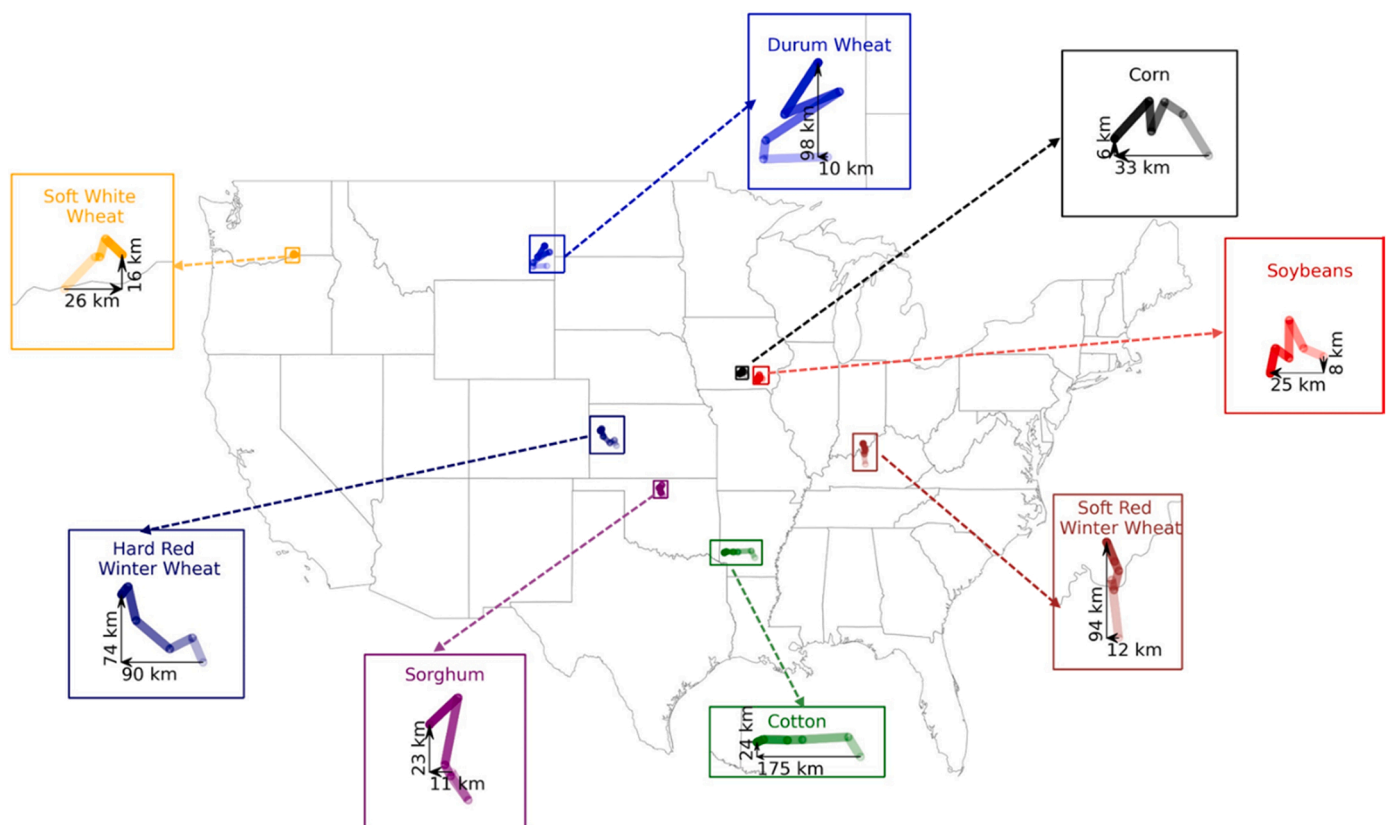 Durum Wheat
98 km
10 km
Corn
6 km
33 km
Soft White
Wheat
16 km
26 km
Soybeans
8 km
25 km
Hard Red
Winter Wheat
74 km
90 km
Soft Red
Winter Wheat
94 km
12 km
Sorghum
23 km
11 km
Cotton
24 km
175 km